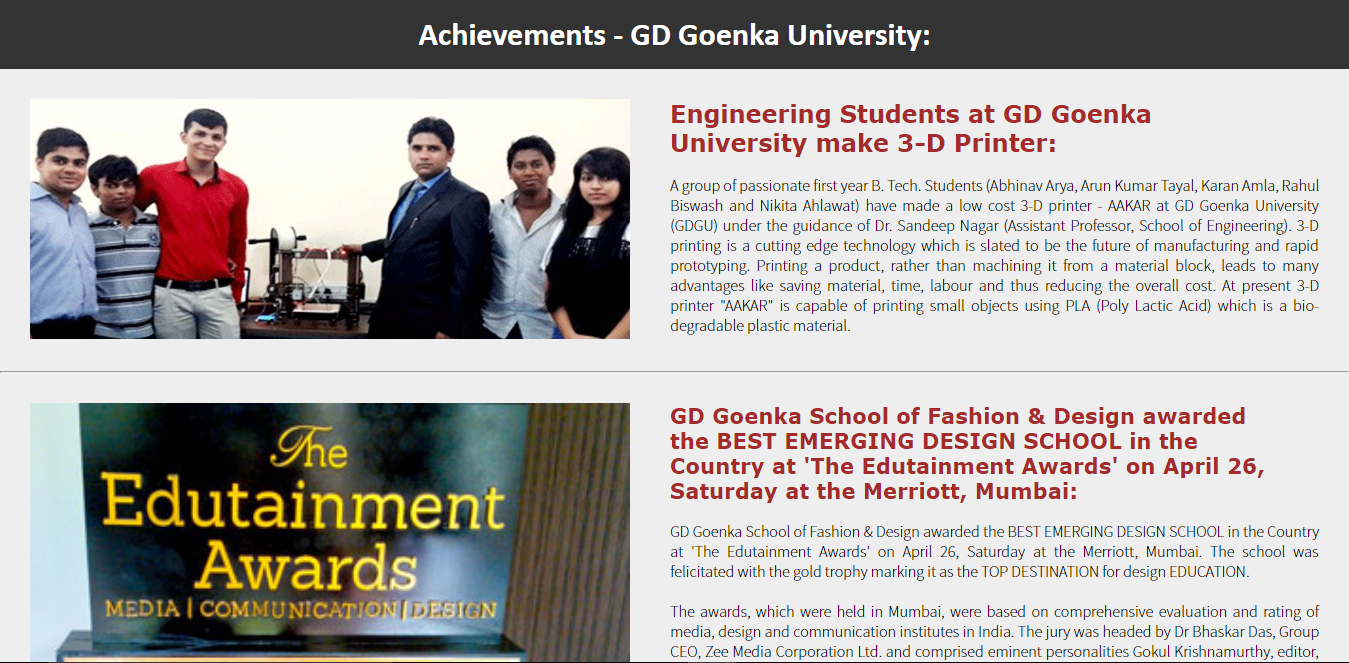 Achievements - GD Goenka University:
Engineering Students at GD Goenka
University make 3-D Printer:
A group of passionate first year B. Tech. Students (Abhinav Arya, Arun Kumar Tayal, Karan Amla, Rahul
Biswash and Nikita Ahlawat) have made a low cost 3-D printer - AAKAR at GD Goenka University
(GDGU) under the guidance of Dr. Sandeep Nagar (Assistant Professor, School of Engineering). 3-D
printing is a cutting edge technology which is slated to be the future of manufacturing and rapid
prototyping. Printing a product, rather than machining it from a material block, leads to many
advantages like saving material, time, labour and thus reducing the overall cost. At present 3-D
printer "AAKAR" is capable of printing small objects using PLA (Poly Lactic Acid) which is a bio-
degradable plastic material.
The
Edutainment
Awards
MEDIA | COMMUNICATION | DESIGN
GD Goenka School of Fashion & Design awarded
the BEST EMERGING DESIGN SCHOOL in the
Country at 'The Edutainment Awards' on April 26,
Saturday at the Merriott, Mumbai:
GD Goenka School of Fashion & Design awarded the BEST EMERGING DESIGN SCHOOL in the Country
at 'The Edutainment Awards' on April 26, Saturday at the Merriott, Mumbai. The school was
felicitated with the gold trophy marking it as the TOP DESTINATION for design EDUCATION.
The awards, which were held in Mumbai, were based on comprehensive evaluation and rating of
media, design and communication institutes in India. The jury was headed by Dr Bhaskar Das, Group
CEO, Zee Media Corporation Ltd. and comprised eminent personalities Gokul Krishnamurthy, editor,